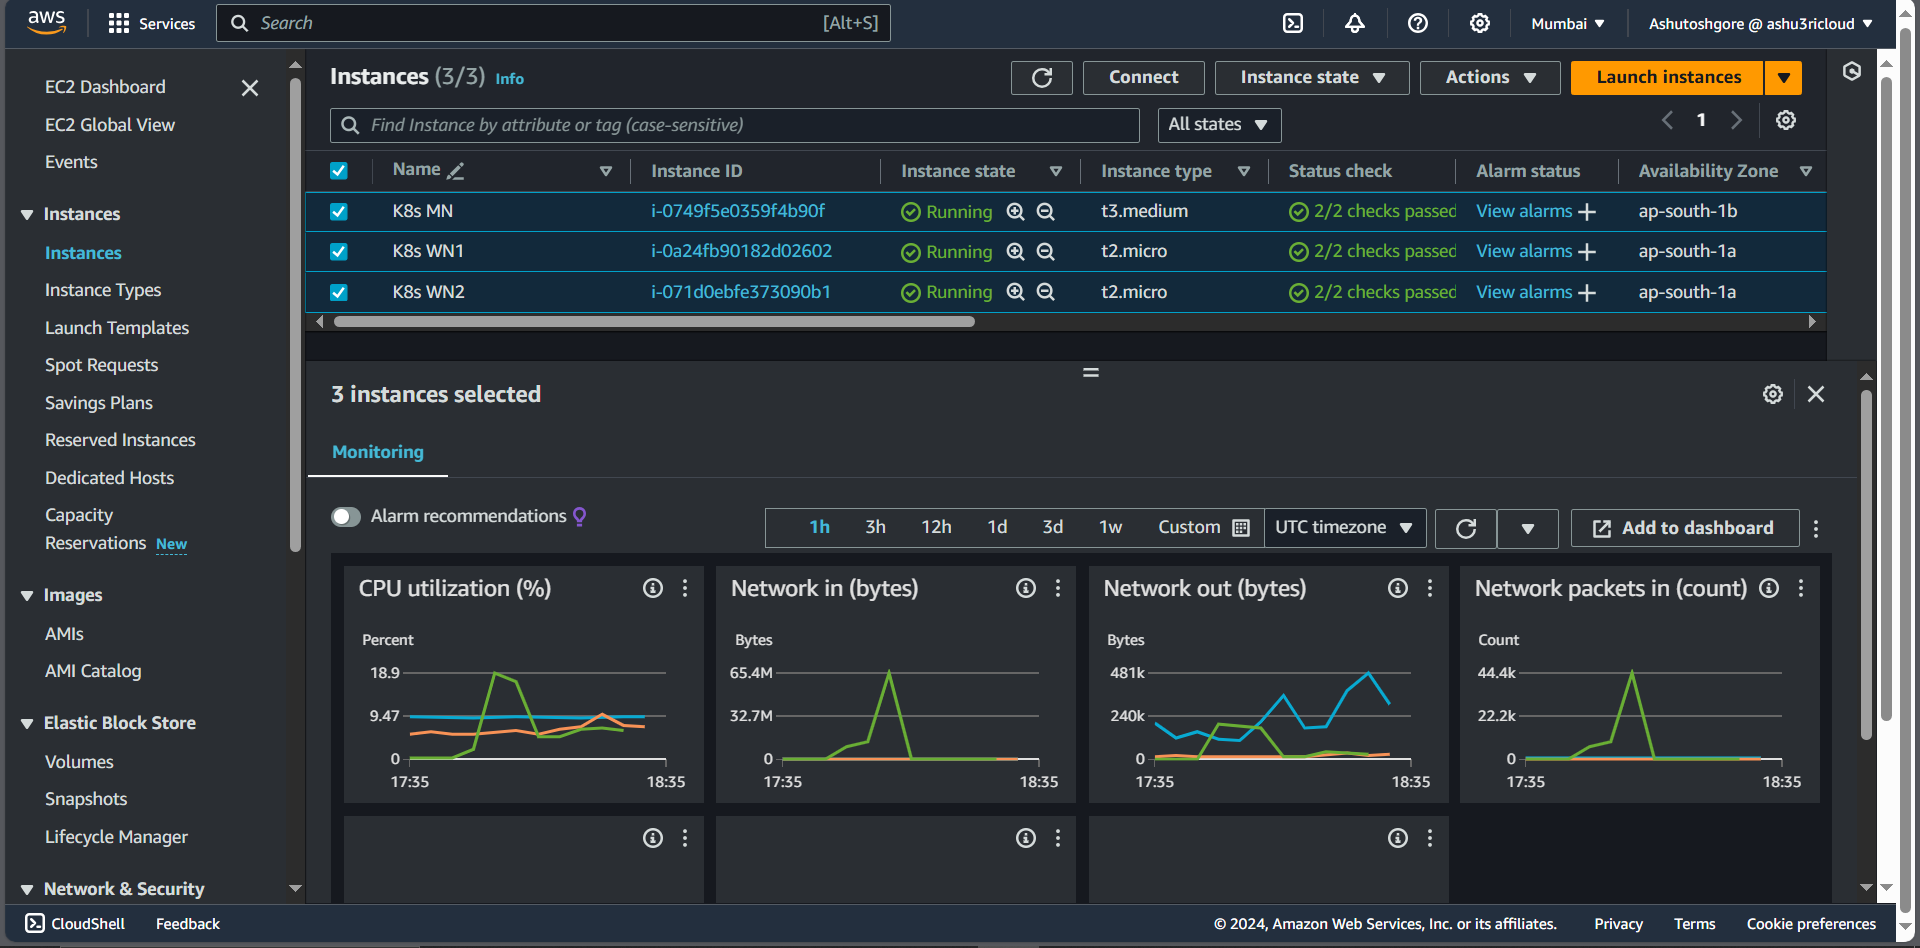 aws
Services
Search
[Alt+S]
Mumbai
Ashutoshgore @ ashu3ricloud
EC2 Dashboard
EC2 Global View
Events
Instances
Instances
Instance Types
Launch Templates
Spot Requests
Savings Plans
Reserved Instances
Dedicated Hosts
Capacity
Reservations New
Images
AMIs
AMI Catalog
Elastic Block Store
Volumes
Snapshots
Lifecycle Manager
Network & Security
Instances (3/3) Info
Connect
Instance state
Actions
Launch instances
Find Instance by attribute or tag (case-sensitive)
All states
1
Name Instance ID Instance state Instance type Status check Alarm status Availability Zone
K8s MN i-0749f5e0359f4b90f Running t3.medium 2/2 checks passed View alarms ap-south-1b
K8s WN1 i-0a24fb90182d02602 Running t2.micro 2/2 checks passed View alarms ap-south-1a
K8s WN2 i-071d0ebfe373090b1 Running t2.micro 2/2 checks passed View alarms ap-south-1a
3 instances selected
Monitoring
Alarm recommendations
1h 3h 12h 1d 3d 1w Custom UTC timezone
Add to dashboard
CPU utilization (%)
Percent
18.9
9.47
0
17:35 18:35
Network in (bytes)
Bytes
65.4M
32.7M
0
17:35 18:35
Network out (bytes)
Bytes
481k
240k
0
17:35 18:35
Network packets in (count)
Count
44.4k
22.2k
0
17:35 18:35
CloudShell Feedback
© 2024, Amazon Web Services, Inc. or its affiliates. Privacy Terms Cookie preferences